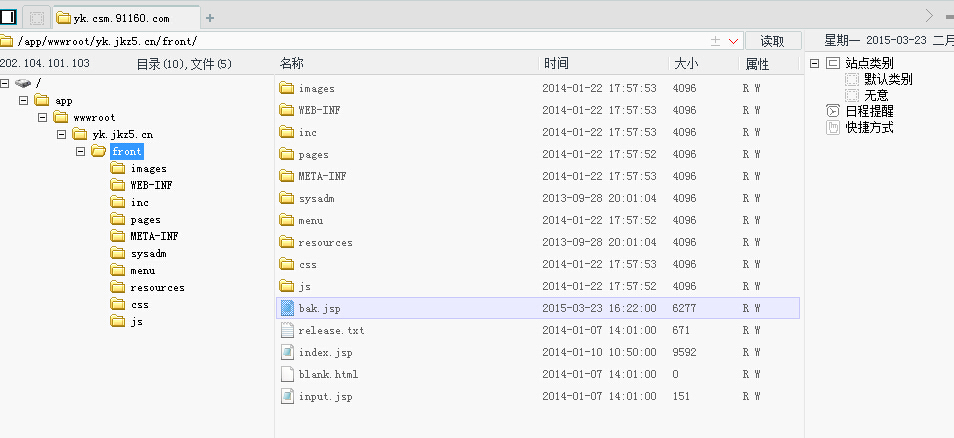 yk.csm.91160.com
/app/wwwroot/yk.jkz5.cn/front/ 读取 星期一 2015-03-23 二月
202.104.101.103 目录(10),文件(5) 名称 时间 大小 属性
/
app
wwwroot
yk.jkz5.cn
front
images
WEB-INF
inc
pages
META-INF
sysadm
menu
resources
css
js
images 2014-01-22 17:57:53 4096 R W
WEB-INF 2014-01-22 17:57:53 4096 R W
inc 2014-01-22 17:57:53 4096 R W
pages 2014-01-22 17:57:52 4096 R W
META-INF 2014-01-22 17:57:53 4096 R W
sysadm 2013-09-28 20:01:04 4096 R W
menu 2014-01-22 17:57:52 4096 R W
resources 2013-09-28 20:01:04 4096 R W
css 2014-01-22 17:57:53 4096 R W
js 2014-01-22 17:57:52 4096 R W
bak.jsp 2015-03-23 16:22:00 6277 R W
release.txt 2014-01-07 14:01:00 671 R W
index.jsp 2014-01-10 10:50:00 9592 R W
blank.html 2014-01-07 14:01:00 0 R W
input.jsp 2014-01-07 14:01:00 151 R W
站点类别
默认类别
无意
日程提醒
快捷方式